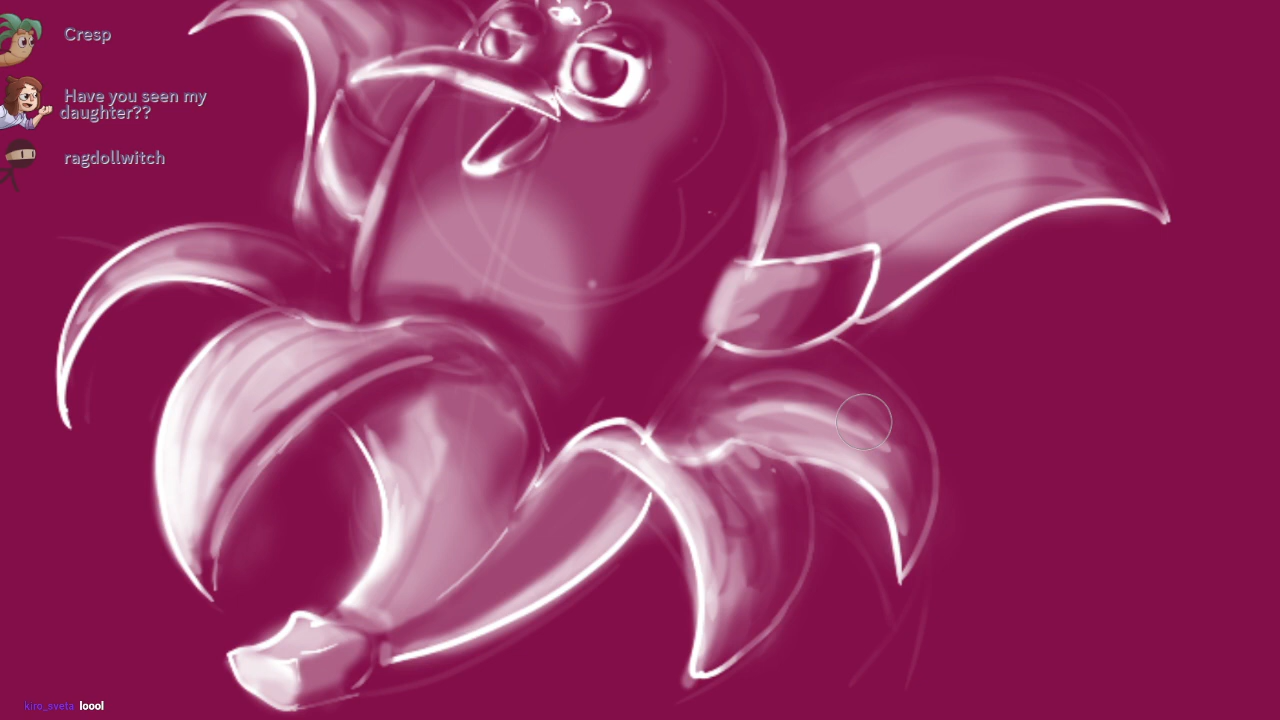 Cresp
Have you seen my
daughter??
ragdollwitch
kiro_sveta loool